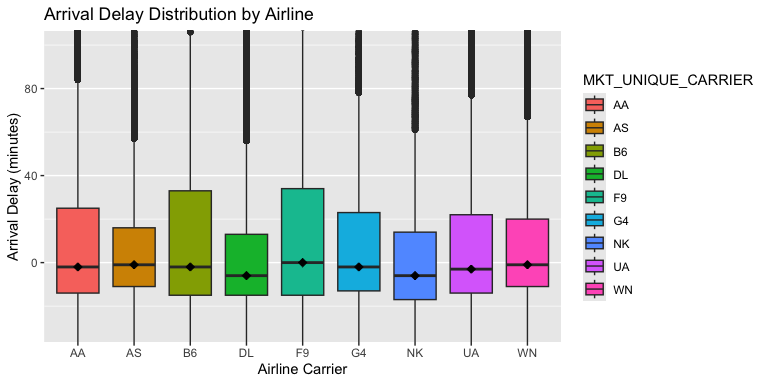 Arrival Delay Distribution by Airline
Arrival Delay (minutes)
80
40
0
AA AS B6 DL F9 G4 NK UA WN
Airline Carrier
MKT_UNIQUE_CARRIER
AA
AS
B6
DL
F9
G4
NK
UA
WN